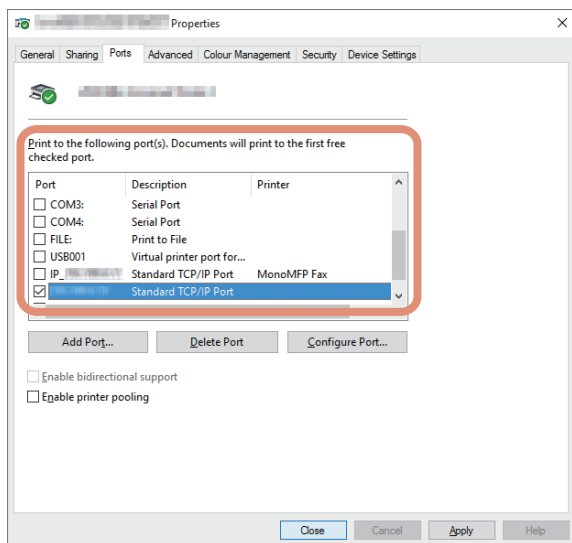 Properties
General Sharing Ports Advanced Colour Management Security Device Settings
Print to the following port(s). Documents will print to the first free
checked port.
Port Description Printer
COM3: Serial Port
COM4: Serial Port
FILE: Print to File
USB001 Virtual printer port for...
IP_ Standard TCP/IP Port MonoMFP Fax
Standard TCP/IP Port
Add Port... Delete Port Configure Port...
Enable bidirectional support
Enable printer pooling
Close Cancel Apply Help